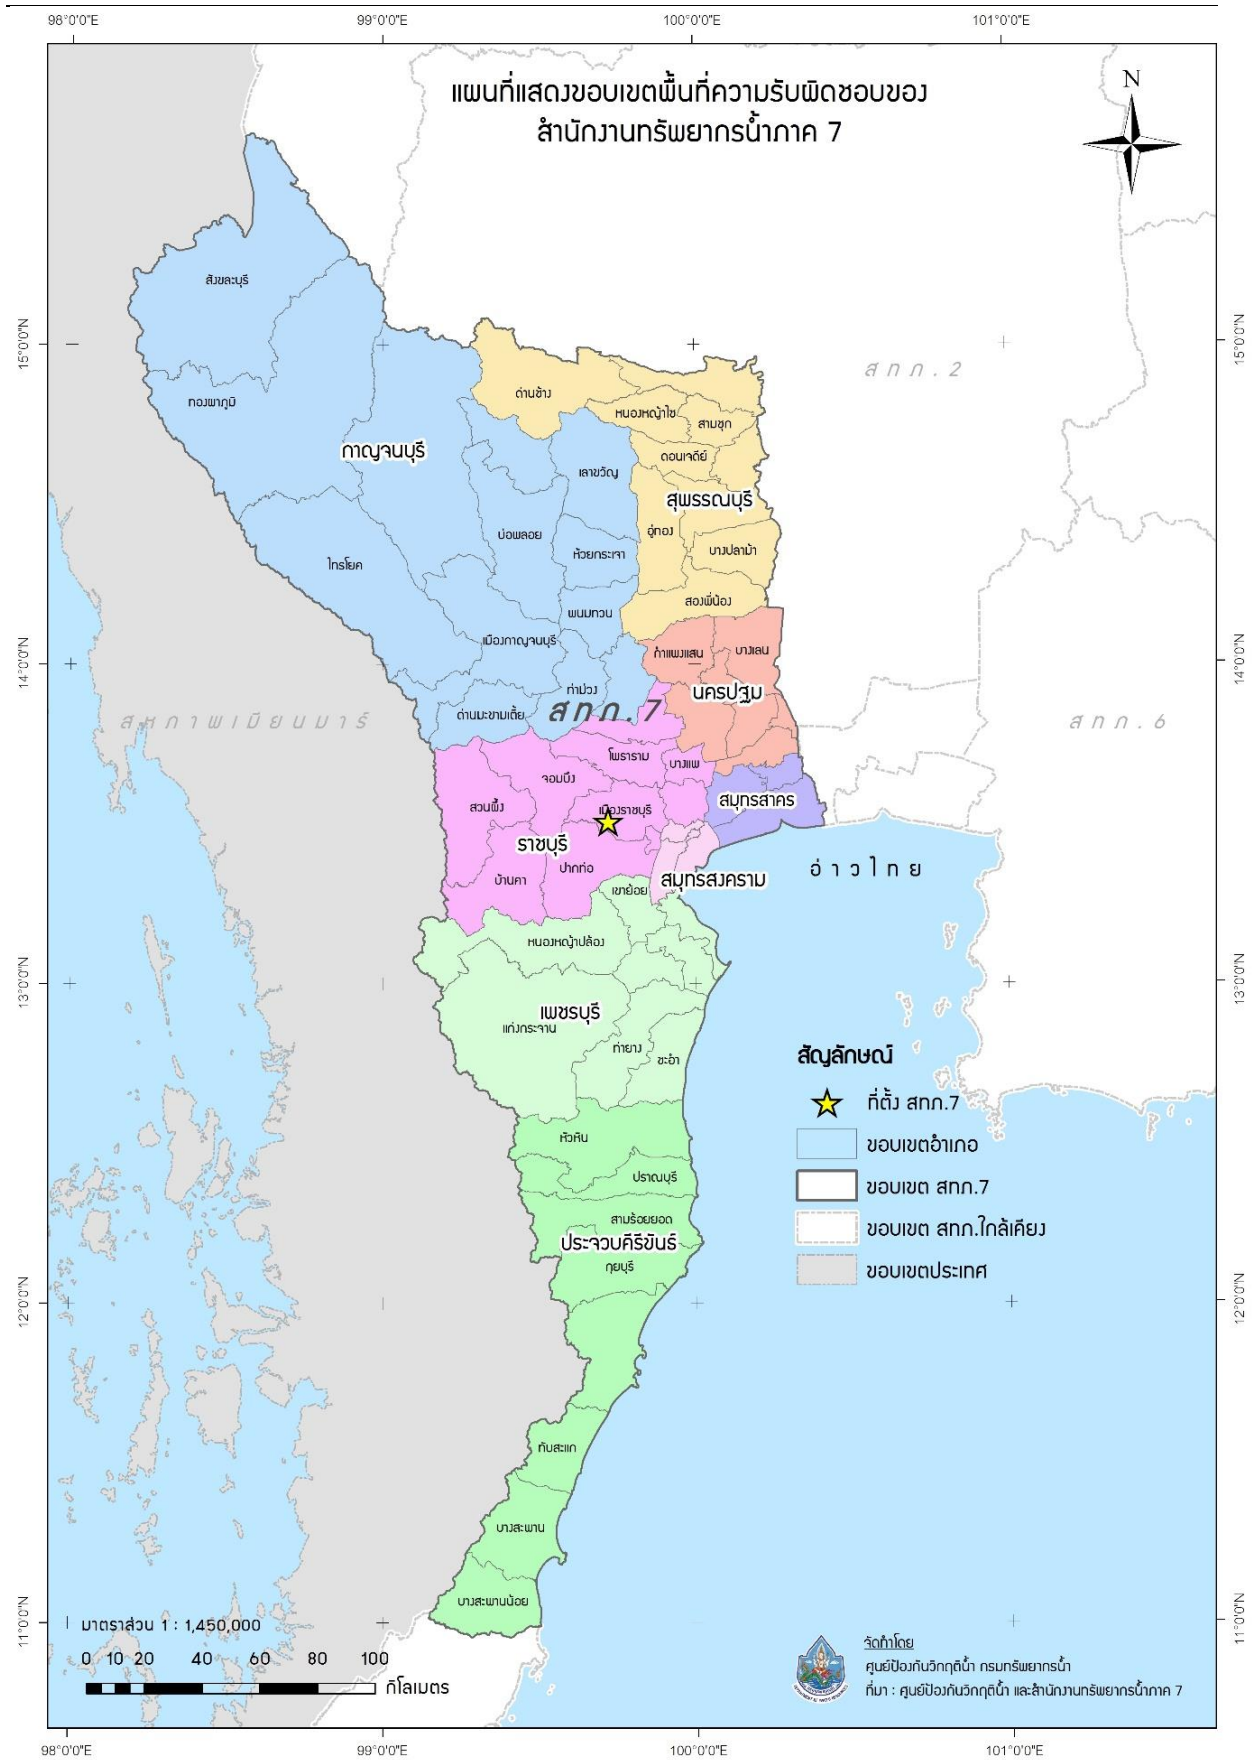 98°0'0"E 99°0'0"E 100°0'0"E 101°0'0"E
แผนที่แสดงขอบเขตพื้นที่ความรับผิดชอบของ
สำนักงานทรัพยากรน้ำภาค 7
N
สังขละบุรี
15°0'0"N 15°0'0"N
สทภ.2
ทองผาภูมิ
ด่านช้าง
หนองหญ้าไซ
สามชุก
กาญจนบุรี
ดอนเจดีย์
เลาขวัญ
สุพรรณบุรี
บ่อพลอย
อู่ทอง
ห้วยกระเจา
บางปลาม้า
ไทรโยค
สองพี่น้อง
พนมทวน
เมืองกาญจนบุรี
กำแพงแสน
บางเลน
14°0'0"N 14°0'0"N
ท่าม่วง
นครปฐม
ด่านมะขามเตี้ย
สทภ.7
สหภาพเมียนมาร์
สทภ.6
โพธาราม
บางแพ
จอมบึง
สวนผึ้ง
เมืองราชบุรี
สมุทรสาคร
ราชบุรี
ปากท่อ
บ้านคา
สมุทรสงคราม
อ่าวไทย
เขาย้อย
หนองหญ้าปล้อง
13°0'0"N 13°0'0"N
เพชรบุรี
แก่งกระจาน
ท่ายาง
ชะอำ
สัญลักษณ์
ที่ตั้ง สทภ.7
ขอบเขตอำเภอ
ขอบเขต สทภ.7
ขอบเขต สทภ.ใกล้เคียง
ขอบเขตประเทศ
หัวหิน
ปราณบุรี
สามร้อยยอด
ประจวบคีรีขันธ์
กุยบุรี
12°0'0"N 12°0'0"N
ทับสะแก
บางสะพาน
บางสะพานน้อย
11°0'0"N 11°0'0"N
มาตราส่วน 1 : 1,450,000
0 10 20 40 60 80 100
กิโลเมตร
จัดทำโดย
ศูนย์ป้องกันวิกฤติน้ำ กรมทรัพยากรน้ำ
ที่มา : ศูนย์ป้องกันวิกฤติน้ำ และสำนักงานทรัพยากรน้ำภาค 7
98°0'0"E 99°0'0"E 100°0'0"E 101°0'0"E